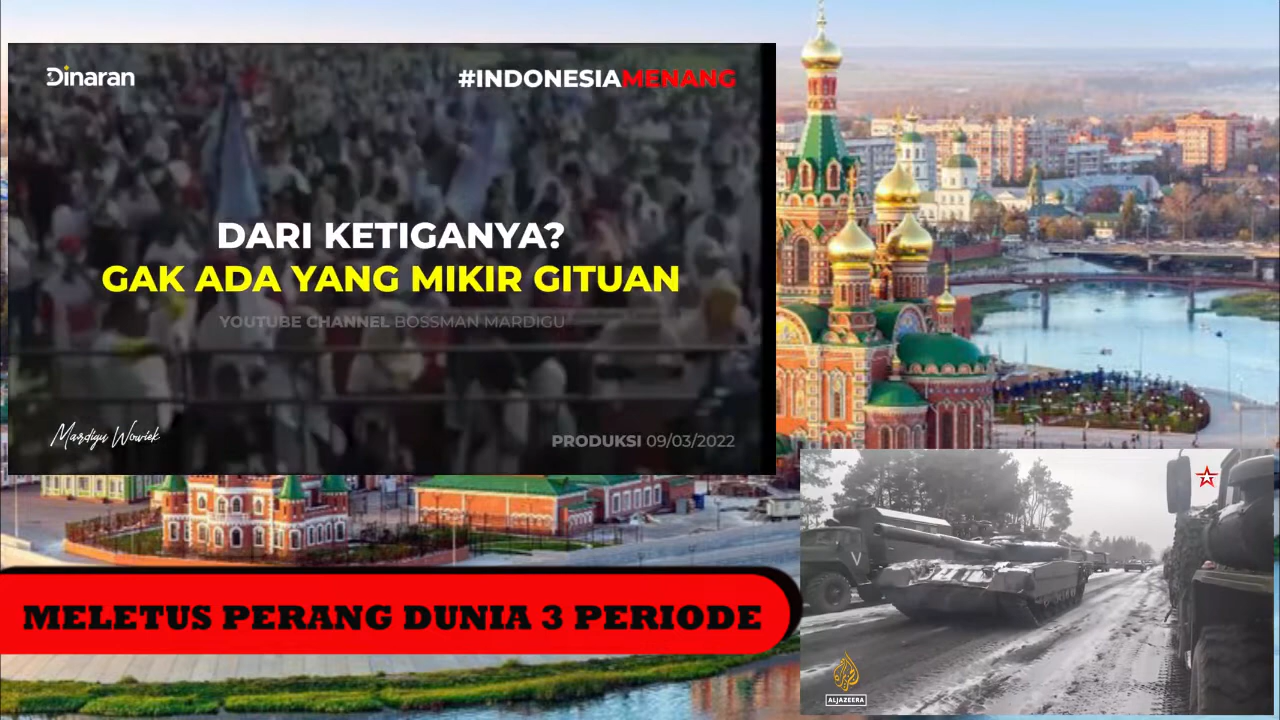 Dinaran
#INDONESIAMENANG
DARI KETIGANYA?
GAK ADA YANG MIKIR GITUAN
YOUTUBE CHANNEL BOSSMAN MARDIGU
Mardigu Wowiek
PRODUKSI 09/03/2022
MELETUS PERANG DUNIA 3 PERIODE
V
الجزيرة
ALJAZEERA